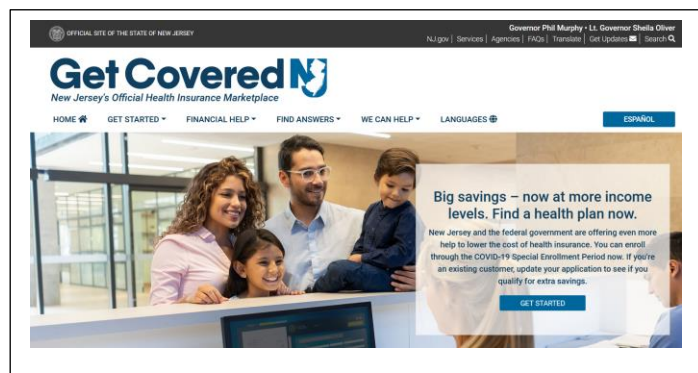 OFFICIAL SITE OF THE STATE OF NEW JERSEY
Governor Phil Murphy • Lt. Governor Sheila Oliver
NJ.gov | Services | Agencies | FAQs | Translate | Get Updates | Search
Get Covered NJ
New Jersey's Official Health Insurance Marketplace
HOME GET STARTED FINANCIAL HELP FIND ANSWERS WE CAN HELP LANGUAGES ESPAÑOL
Big savings – now at more income
levels. Find a health plan now.
New Jersey and the federal government are offering even more
help to lower the cost of health insurance. You can enroll
through the COVID-19 Special Enrollment Period now. If you're
an existing customer, update your application to see if you
qualify for extra savings.
GET STARTED